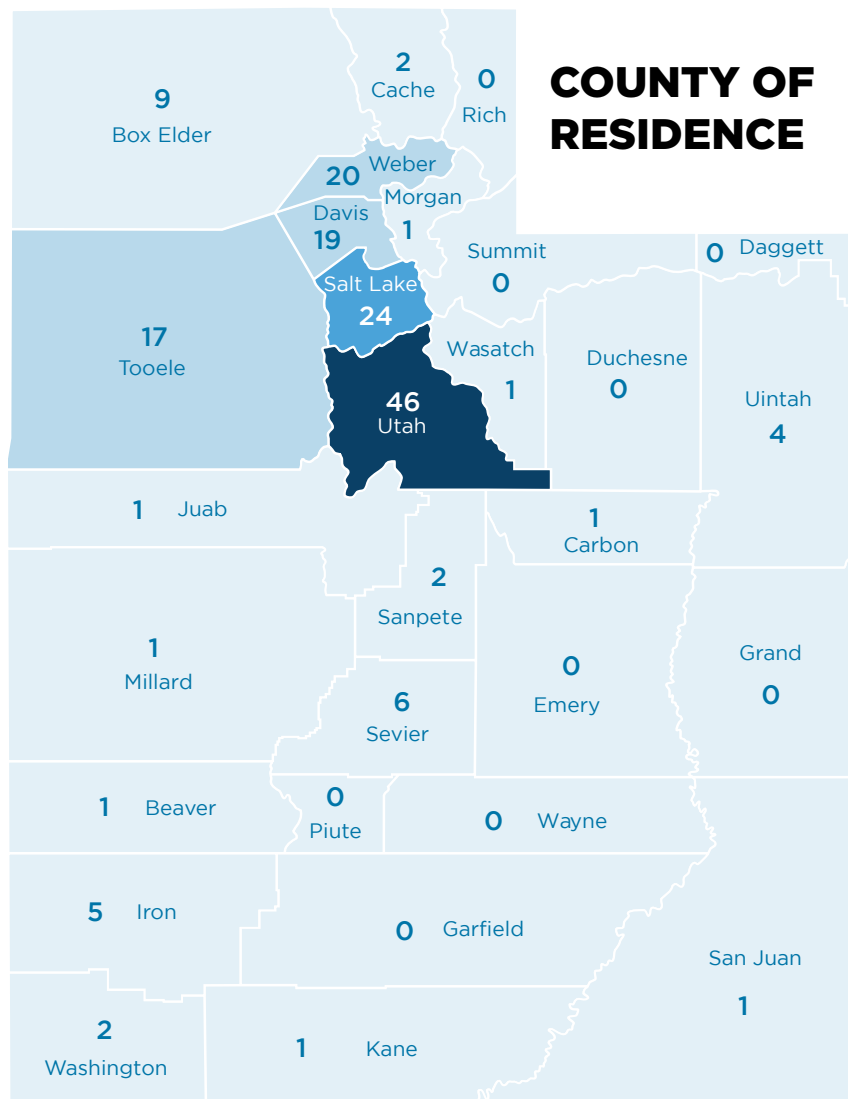 COUNTY OF
RESIDENCE
2
Cache
0
Rich
9
Box Elder
Weber
20
Morgan
1
Davis
19
Summit
0
0 Daggett
Salt Lake
24
17
Tooele
Wasatch
1
Duchesne
0
Uintah
4
46
Utah
1 Juab
1
Carbon
2
Sanpete
1
Millard
0
Emery
Grand
0
6
Sevier
1 Beaver
0
Piute
0 Wayne
5 Iron
0 Garfield
San Juan
1
2
Washington
1 Kane